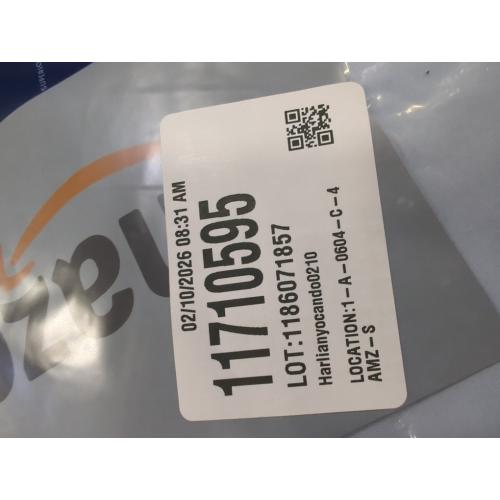 02/10/2026 08:31 AM
11710595
LOT:1186071857
Harlianyocando0210
LOCATION:1-A-0604-C-4
AMZ-S